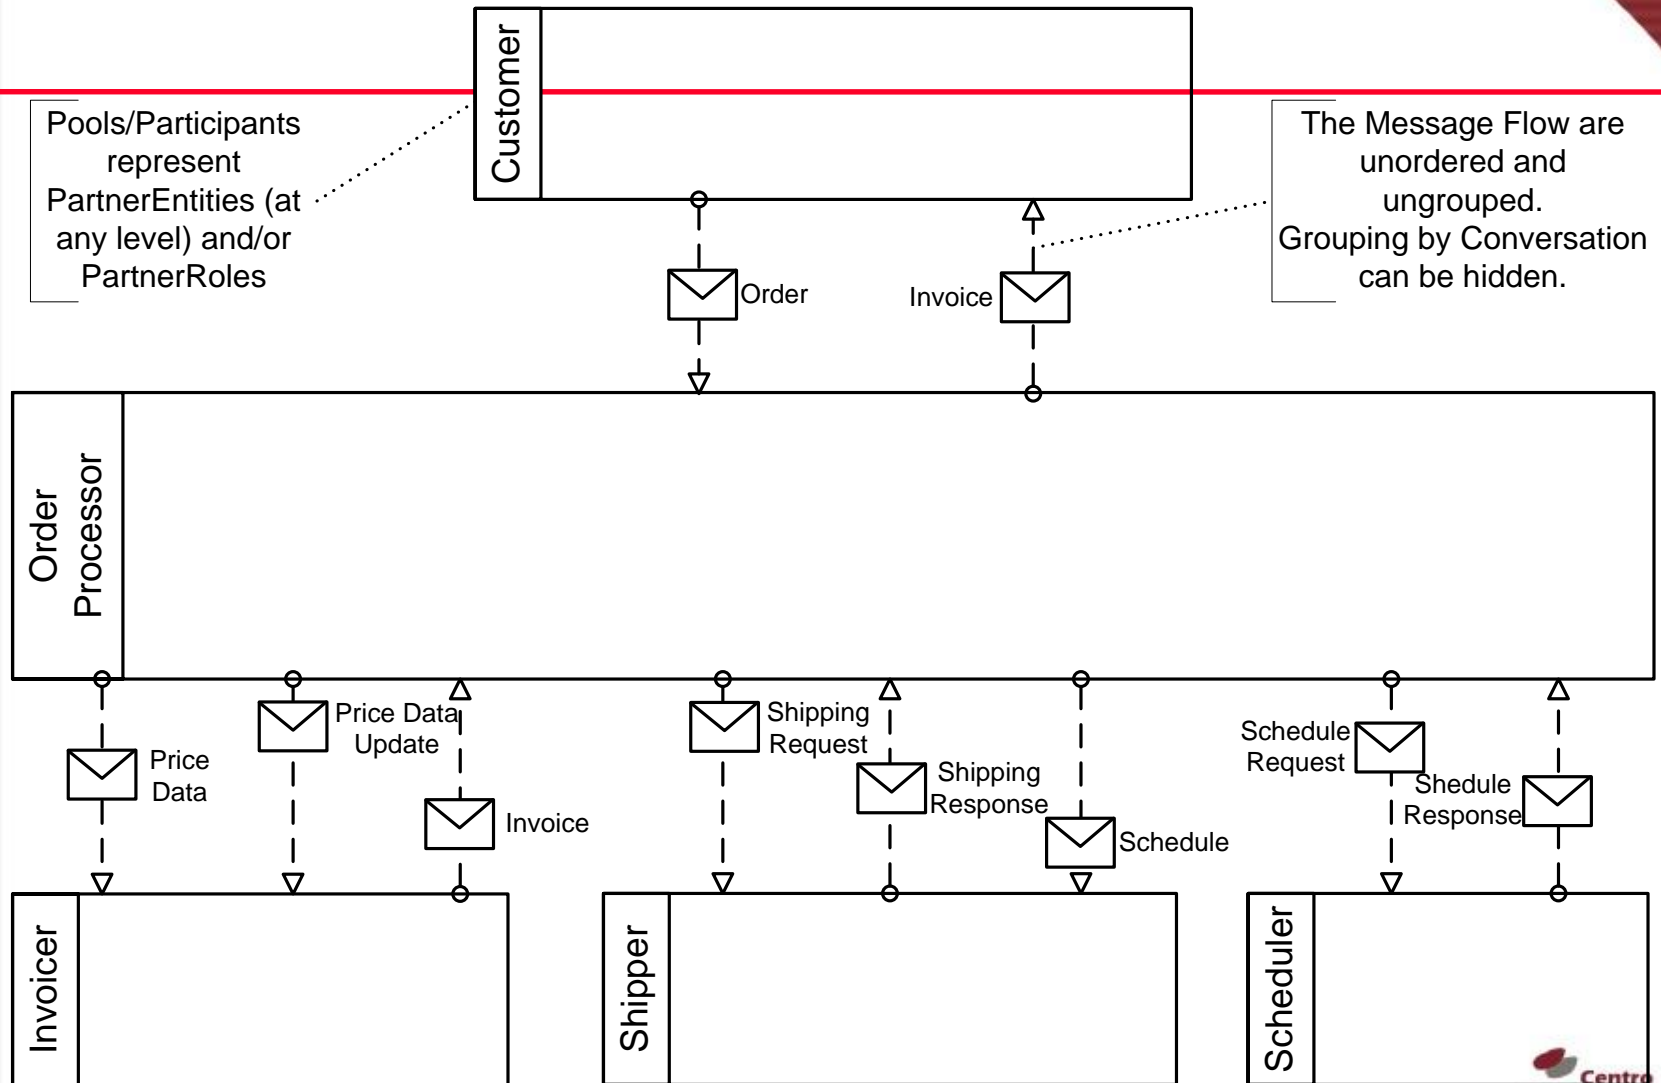 Customer
Pools/Participants
represent
PartnerEntities (at
any level) and/or
PartnerRoles
The Message Flow are
unordered and
ungrouped.
Grouping by Conversation
can be hidden.
Order
Invoice
Order
Processor
Price
Data
Price Data
Update
Invoice
Shipping
Request
Shipping
Response
Schedule
Schedule
Request
Shedule
Response
Invoicer
Shipper
Scheduler
Centro